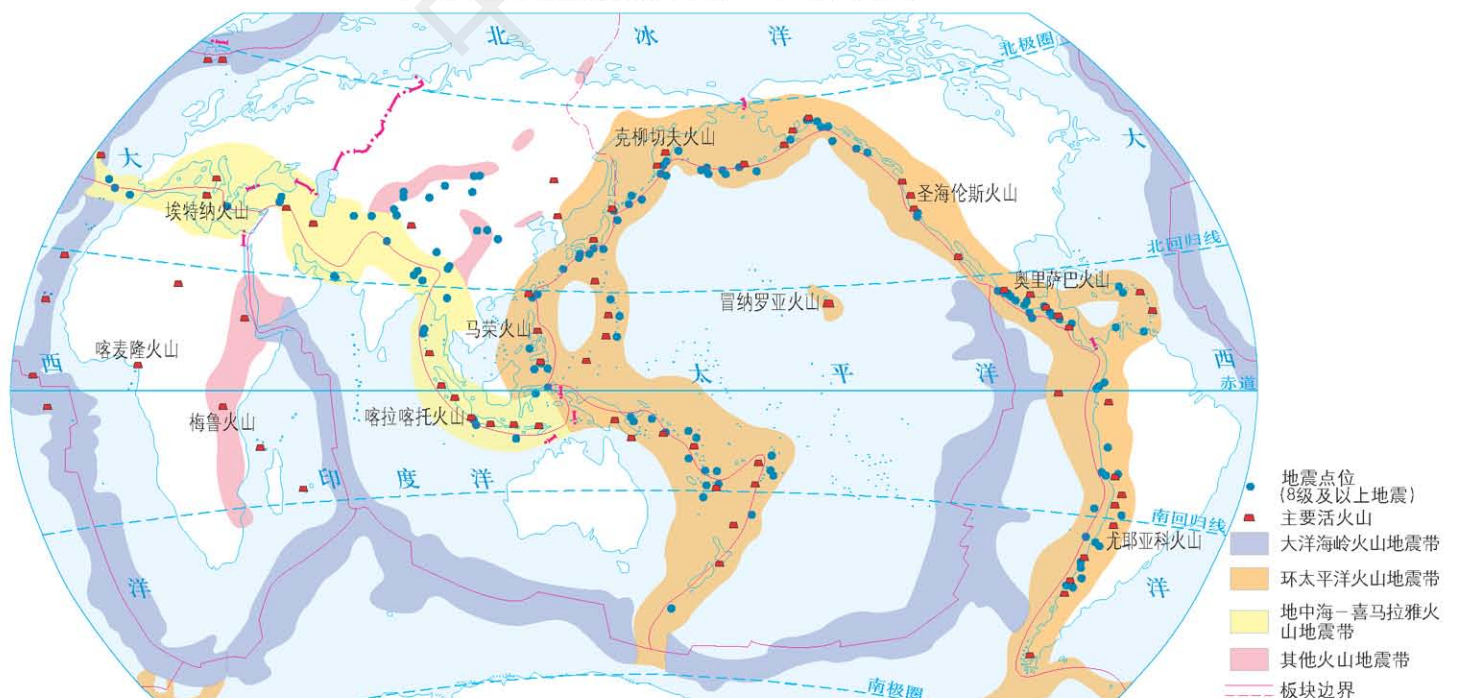 北 冰 洋
北极圈
大
克柳切夫火山
大
埃特纳火山
圣海伦斯火山
北回归线
奥里萨巴火山
冒纳罗亚火山
马荣火山
喀麦隆火山
西
太 平 洋
西
赤道
梅鲁火山
喀拉喀托火山
印 度 洋
南回归线
尤耶亚科火山
洋
洋
南极圈
地震点位
(8级及以上地震)
主要活火山
大洋海岭火山地震带
环太平洋火山地震带
地中海－喜马拉雅火
山地震带
其他火山地震带
板块边界